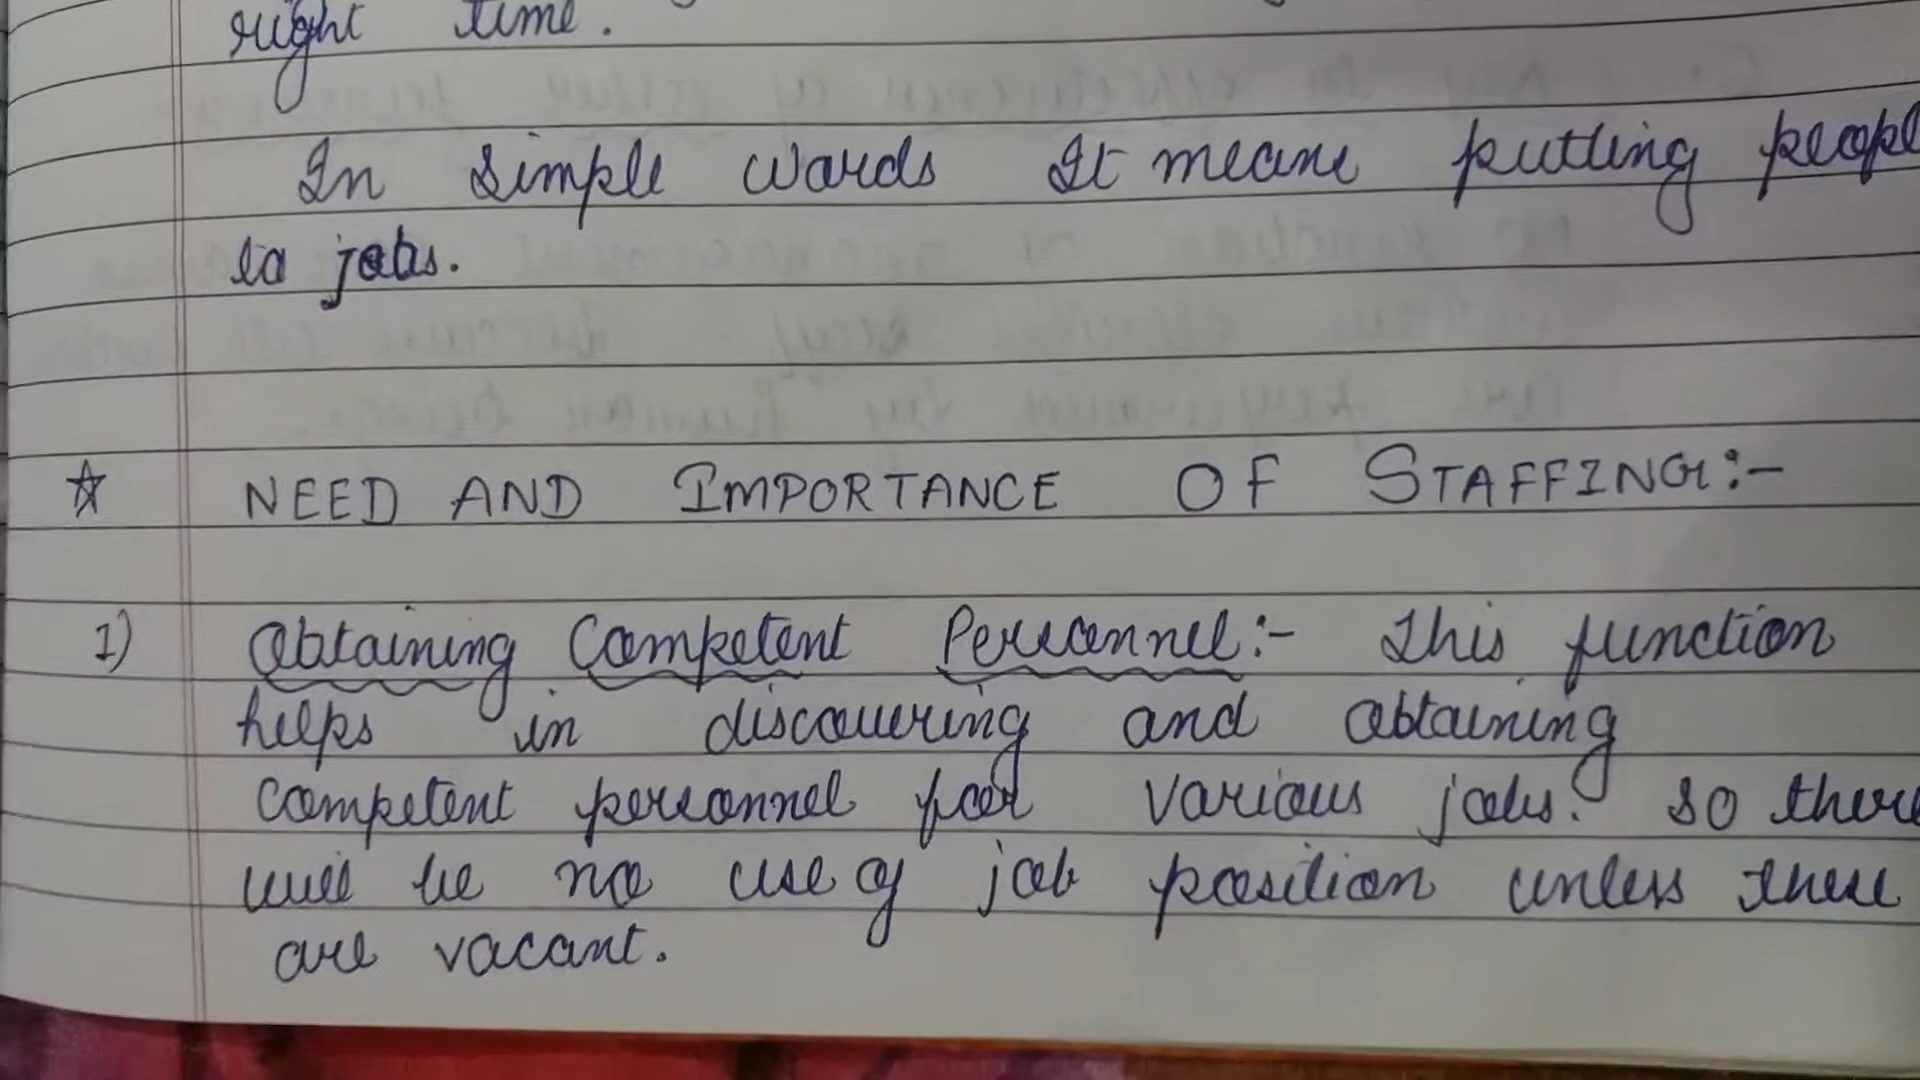 right time.
In simple words It means putting peopl
to jobs.
☆ NEED AND IMPORTANCE OF STAFFING:-
1) Obtaining Competent Personnel:- This function
helps in discovering and obtaining
competent personnel for various jobs. so there
will be no use of job position unless there
are vacant.